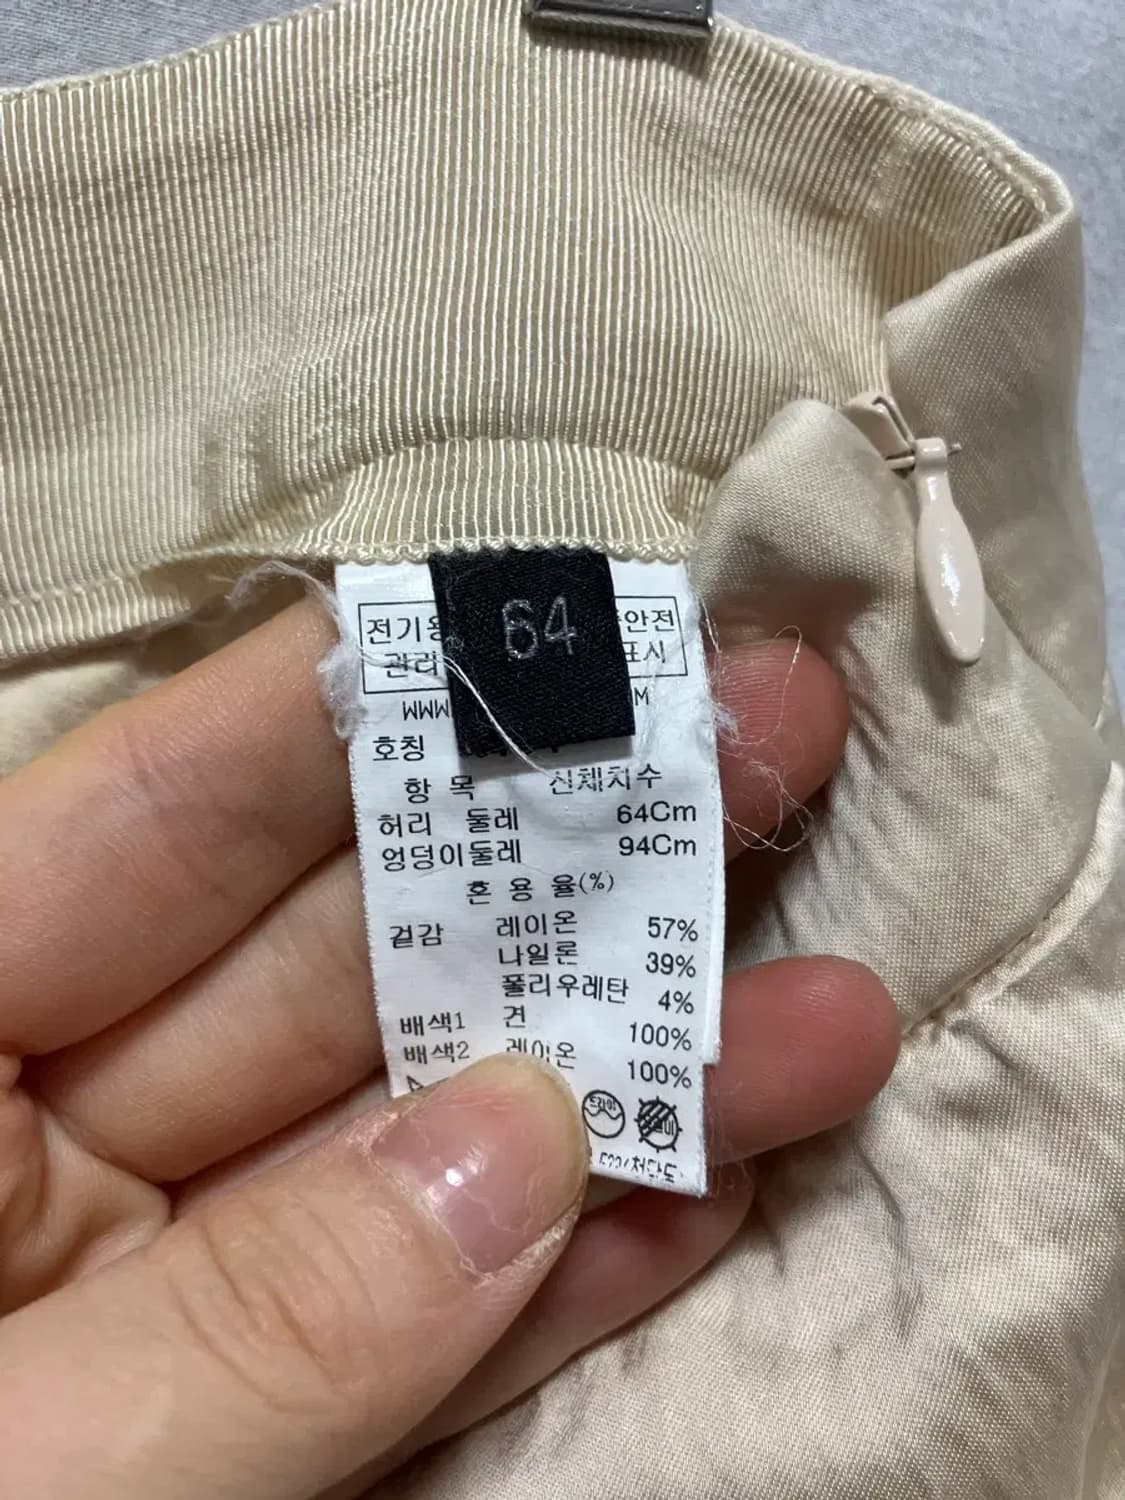 64
전기용 안전
관리 표시
WWW M
호칭
항 목 신체치수
허리 둘레 64Cm
엉덩이둘레 94Cm
혼 용 율(%)
겉감 레이온 57%
나일론 39%
폴리우레탄 4%
배색1 견 100%
배색2 레이온 100%
드라이